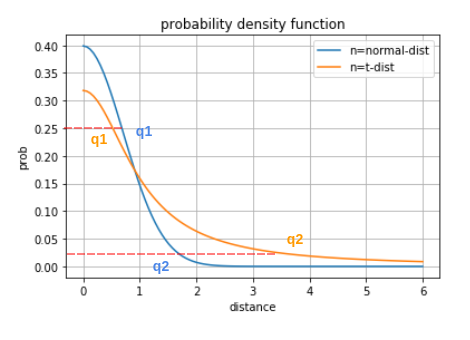 probability density function
n=normal-dist
n=t-dist
0.40
0.35
0.30
0.25
0.20
0.15
0.10
0.05
0.00
prob
q1
q1
q2
q2
0
1
2
3
4
5
6
distance